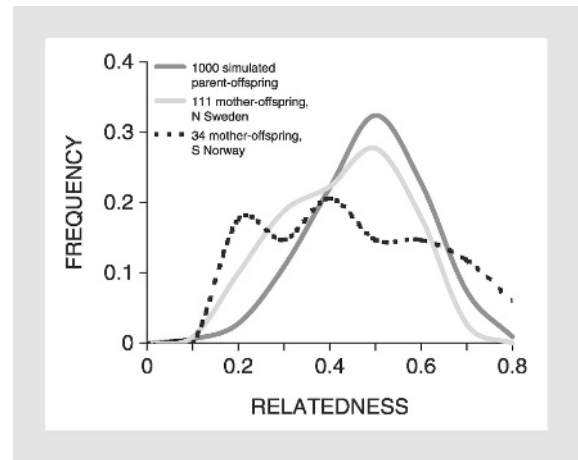 0.4
1000 simulated
parent-offspring
111 mother-offspring,
N Sweden
0.3
34 mother-offspring,
S Norway
FREQUENCY
0.2
0.1
0
0 0.2 0.4 0.6 0.8
RELATEDNESS